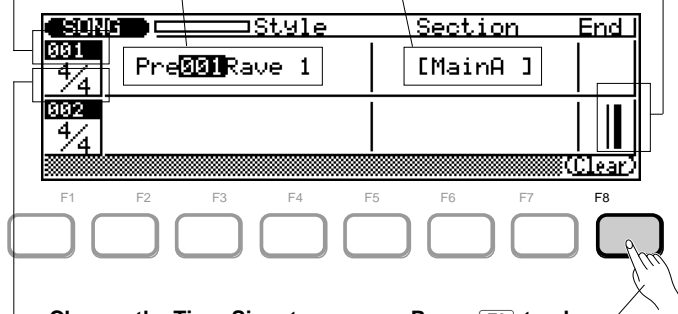 SONG Style Section End
001 Pre001Rave 1 [MainA ]
4/4
002
4/4
(Clear)
F1 F2 F3 F4 F5 F6 F7 F8